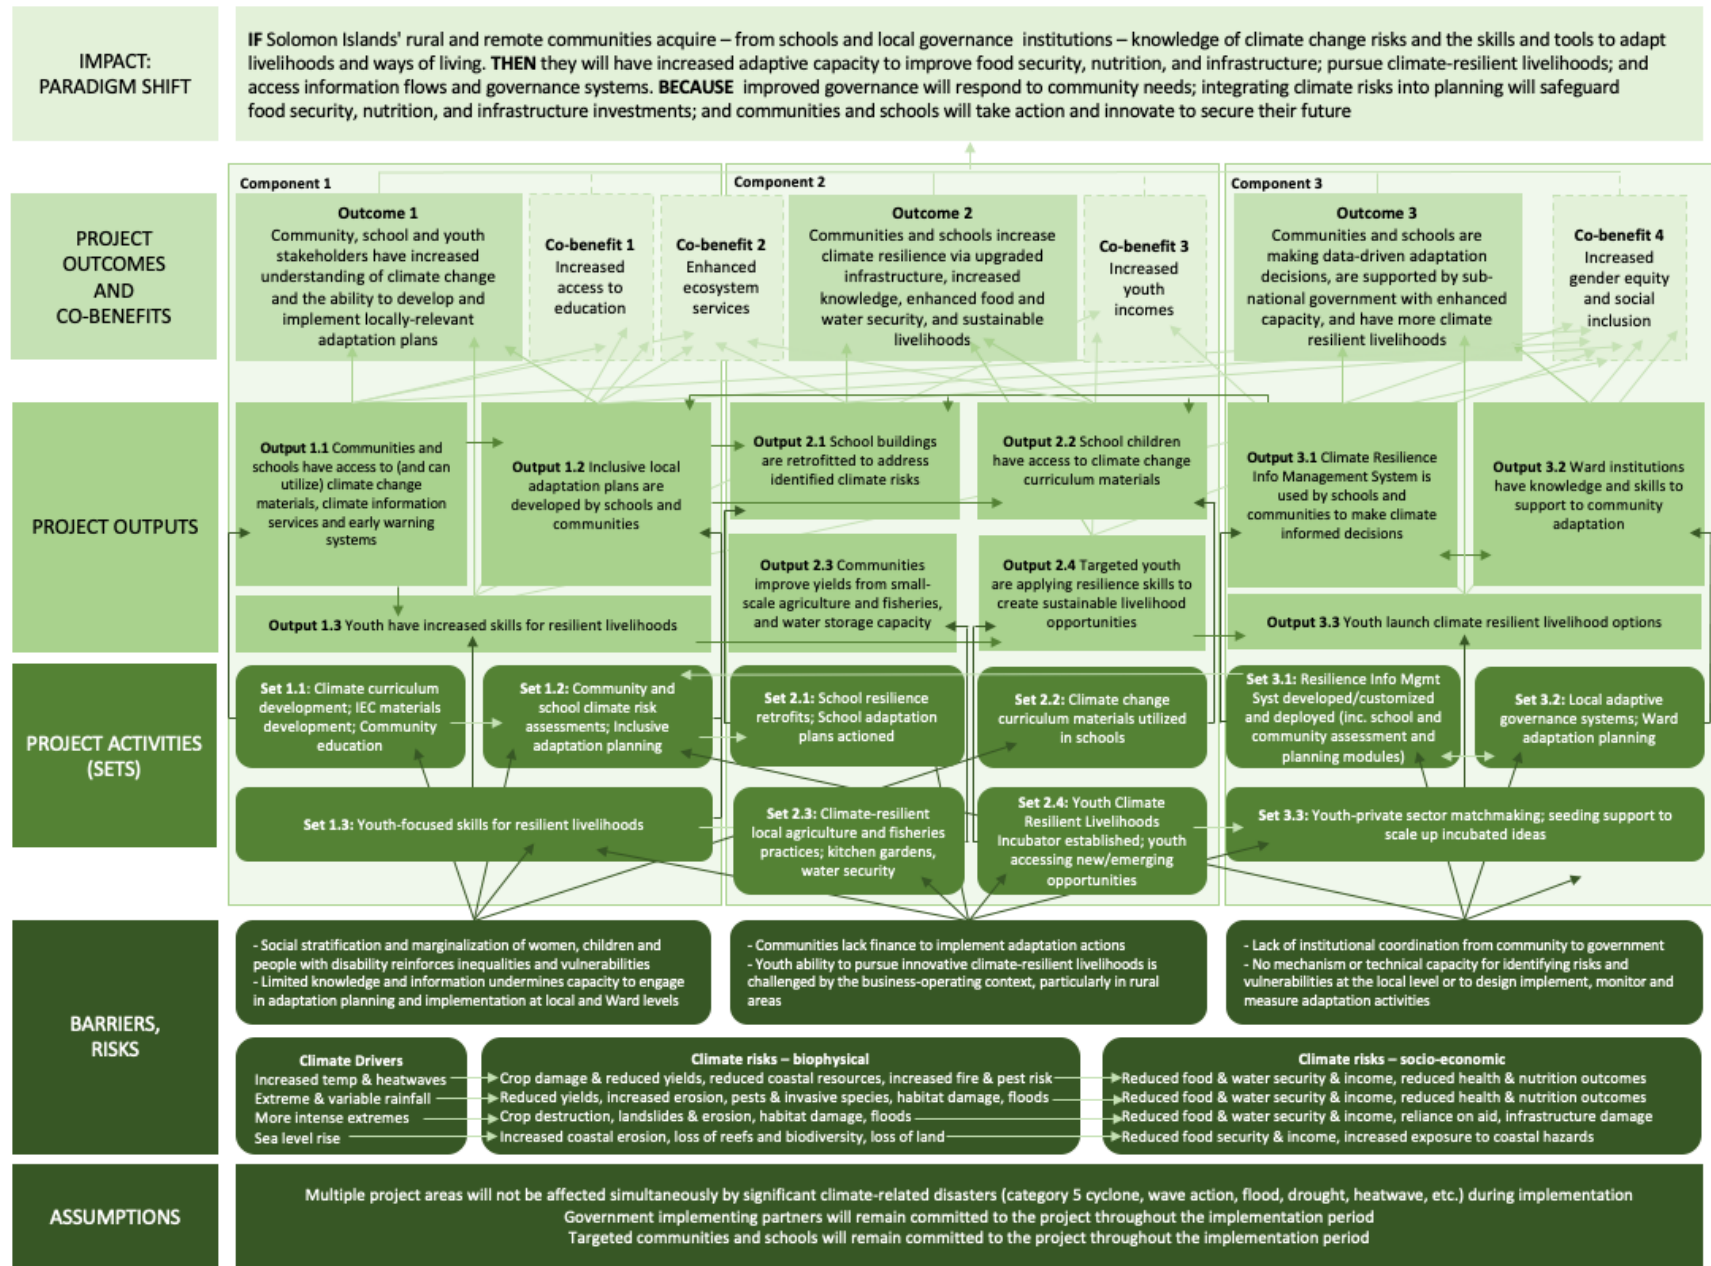 IMPACT:
PARADIGM SHIFT
IF Solomon Islands' rural and remote communities acquire – from schools and local governance institutions – knowledge of climate change risks and the skills and tools to adapt
livelihoods and ways of living. THEN they will have increased adaptive capacity to improve food security, nutrition, and infrastructure; pursue climate-resilient livelihoods; and
access information flows and governance systems. BECAUSE improved governance will respond to community needs; integrating climate risks into planning will safeguard
food security, nutrition, and infrastructure investments; and communities and schools will take action and innovate to secure their future
PROJECT
OUTCOMES
AND
CO-BENEFITS
Component 1
Outcome 1
Community, school and youth
stakeholders have increased
understanding of climate change
and the ability to develop and
implement locally-relevant
adaptation plans
Co-benefit 1
Increased
access to
education
Co-benefit 2
Enhanced
ecosystem
services
Component 2
Outcome 2
Communities and schools increase
climate resilience via upgraded
infrastructure, increased
knowledge, enhanced food and
water security, and sustainable
livelihoods
Co-benefit 3
Increased
youth
incomes
Component 3
Outcome 3
Communities and schools are
making data-driven adaptation
decisions, are supported by sub-
national government with enhanced
capacity, and have more climate
resilient livelihoods
Co-benefit 4
Increased
gender equity
and social
inclusion
PROJECT OUTPUTS
Output 1.1 Communities and
schools have access to (and can
utilize) climate change
materials, climate information
services and early warning
systems
Output 1.2 Inclusive local
adaptation plans are
developed by schools and
communities
Output 1.3 Youth have increased skills for resilient livelihoods
Output 2.1 School buildings
are retrofitted to address
identified climate risks
Output 2.2 School children
have access to climate change
curriculum materials
Output 2.3 Communities
improve yields from small-
scale agriculture and fisheries,
and water storage capacity
Output 2.4 Targeted youth
are applying resilience skills to
create sustainable livelihood
opportunities
Output 3.1 Climate Resilience
Info Management System is
used by schools and
communities to make climate
informed decisions
Output 3.2 Ward institutions
have knowledge and skills to
support to community
adaptation
Output 3.3 Youth launch climate resilient livelihood options
PROJECT ACTIVITIES
(SETS)
Set 1.1: Climate curriculum
development; IEC materials
development; Community
education
Set 1.2: Community and
school climate risk
assessments; Inclusive
adaptation planning
Set 1.3: Youth-focused skills for resilient livelihoods
Set 2.1: School resilience
retrofits; School adaptation
plans actioned
Set 2.2: Climate change
curriculum materials utilized
in schools
Set 2.3: Climate-resilient
local agriculture and fisheries
practices; kitchen gardens,
water security
Set 2.4: Youth Climate
Resilient Livelihoods
Incubator established; youth
accessing new/emerging
opportunities
Set 3.1: Resilience Info Mgmt
Syst developed/customized
and deployed (inc. school and
community assessment and
planning modules)
Set 3.2: Local adaptive
governance systems; Ward
adaptation planning
Set 3.3: Youth-private sector matchmaking; seeding support to
scale up incubated ideas
BARRIERS,
RISKS
- Social stratification and marginalization of women, children and
people with disability reinforces inequalities and vulnerabilities
- Limited knowledge and information undermines capacity to engage
in adaptation planning and implementation at local and Ward levels
- Communities lack finance to implement adaptation actions
- Youth ability to pursue innovative climate-resilient livelihoods is
challenged by the business-operating context, particularly in rural
areas
- Lack of institutional coordination from community to government
- No mechanism or technical capacity for identifying risks and
vulnerabilities at the local level or to design implement, monitor and
measure adaptation activities
Climate Drivers
Increased temp & heatwaves
Extreme & variable rainfall
More intense extremes
Sea level rise
Climate risks – biophysical
Crop damage & reduced yields, reduced coastal resources, increased fire & pest risk
Reduced yields, increased erosion, pests & invasive species, habitat damage, floods
Crop destruction, landslides & erosion, habitat damage, floods
Increased coastal erosion, loss of reefs and biodiversity, loss of land
Climate risks – socio-economic
Reduced food & water security & income, reduced health & nutrition outcomes
Reduced food & water security & income, reduced health & nutrition outcomes
Reduced food & water security & income, reliance on aid, infrastructure damage
Reduced food security & income, increased exposure to coastal hazards
ASSUMPTIONS
Multiple project areas will not be affected simultaneously by significant climate-related disasters (category 5 cyclone, wave action, flood, drought, heatwave, etc.) during implementation
Government implementing partners will remain committed to the project throughout the implementation period
Targeted communities and schools will remain committed to the project throughout the implementation period